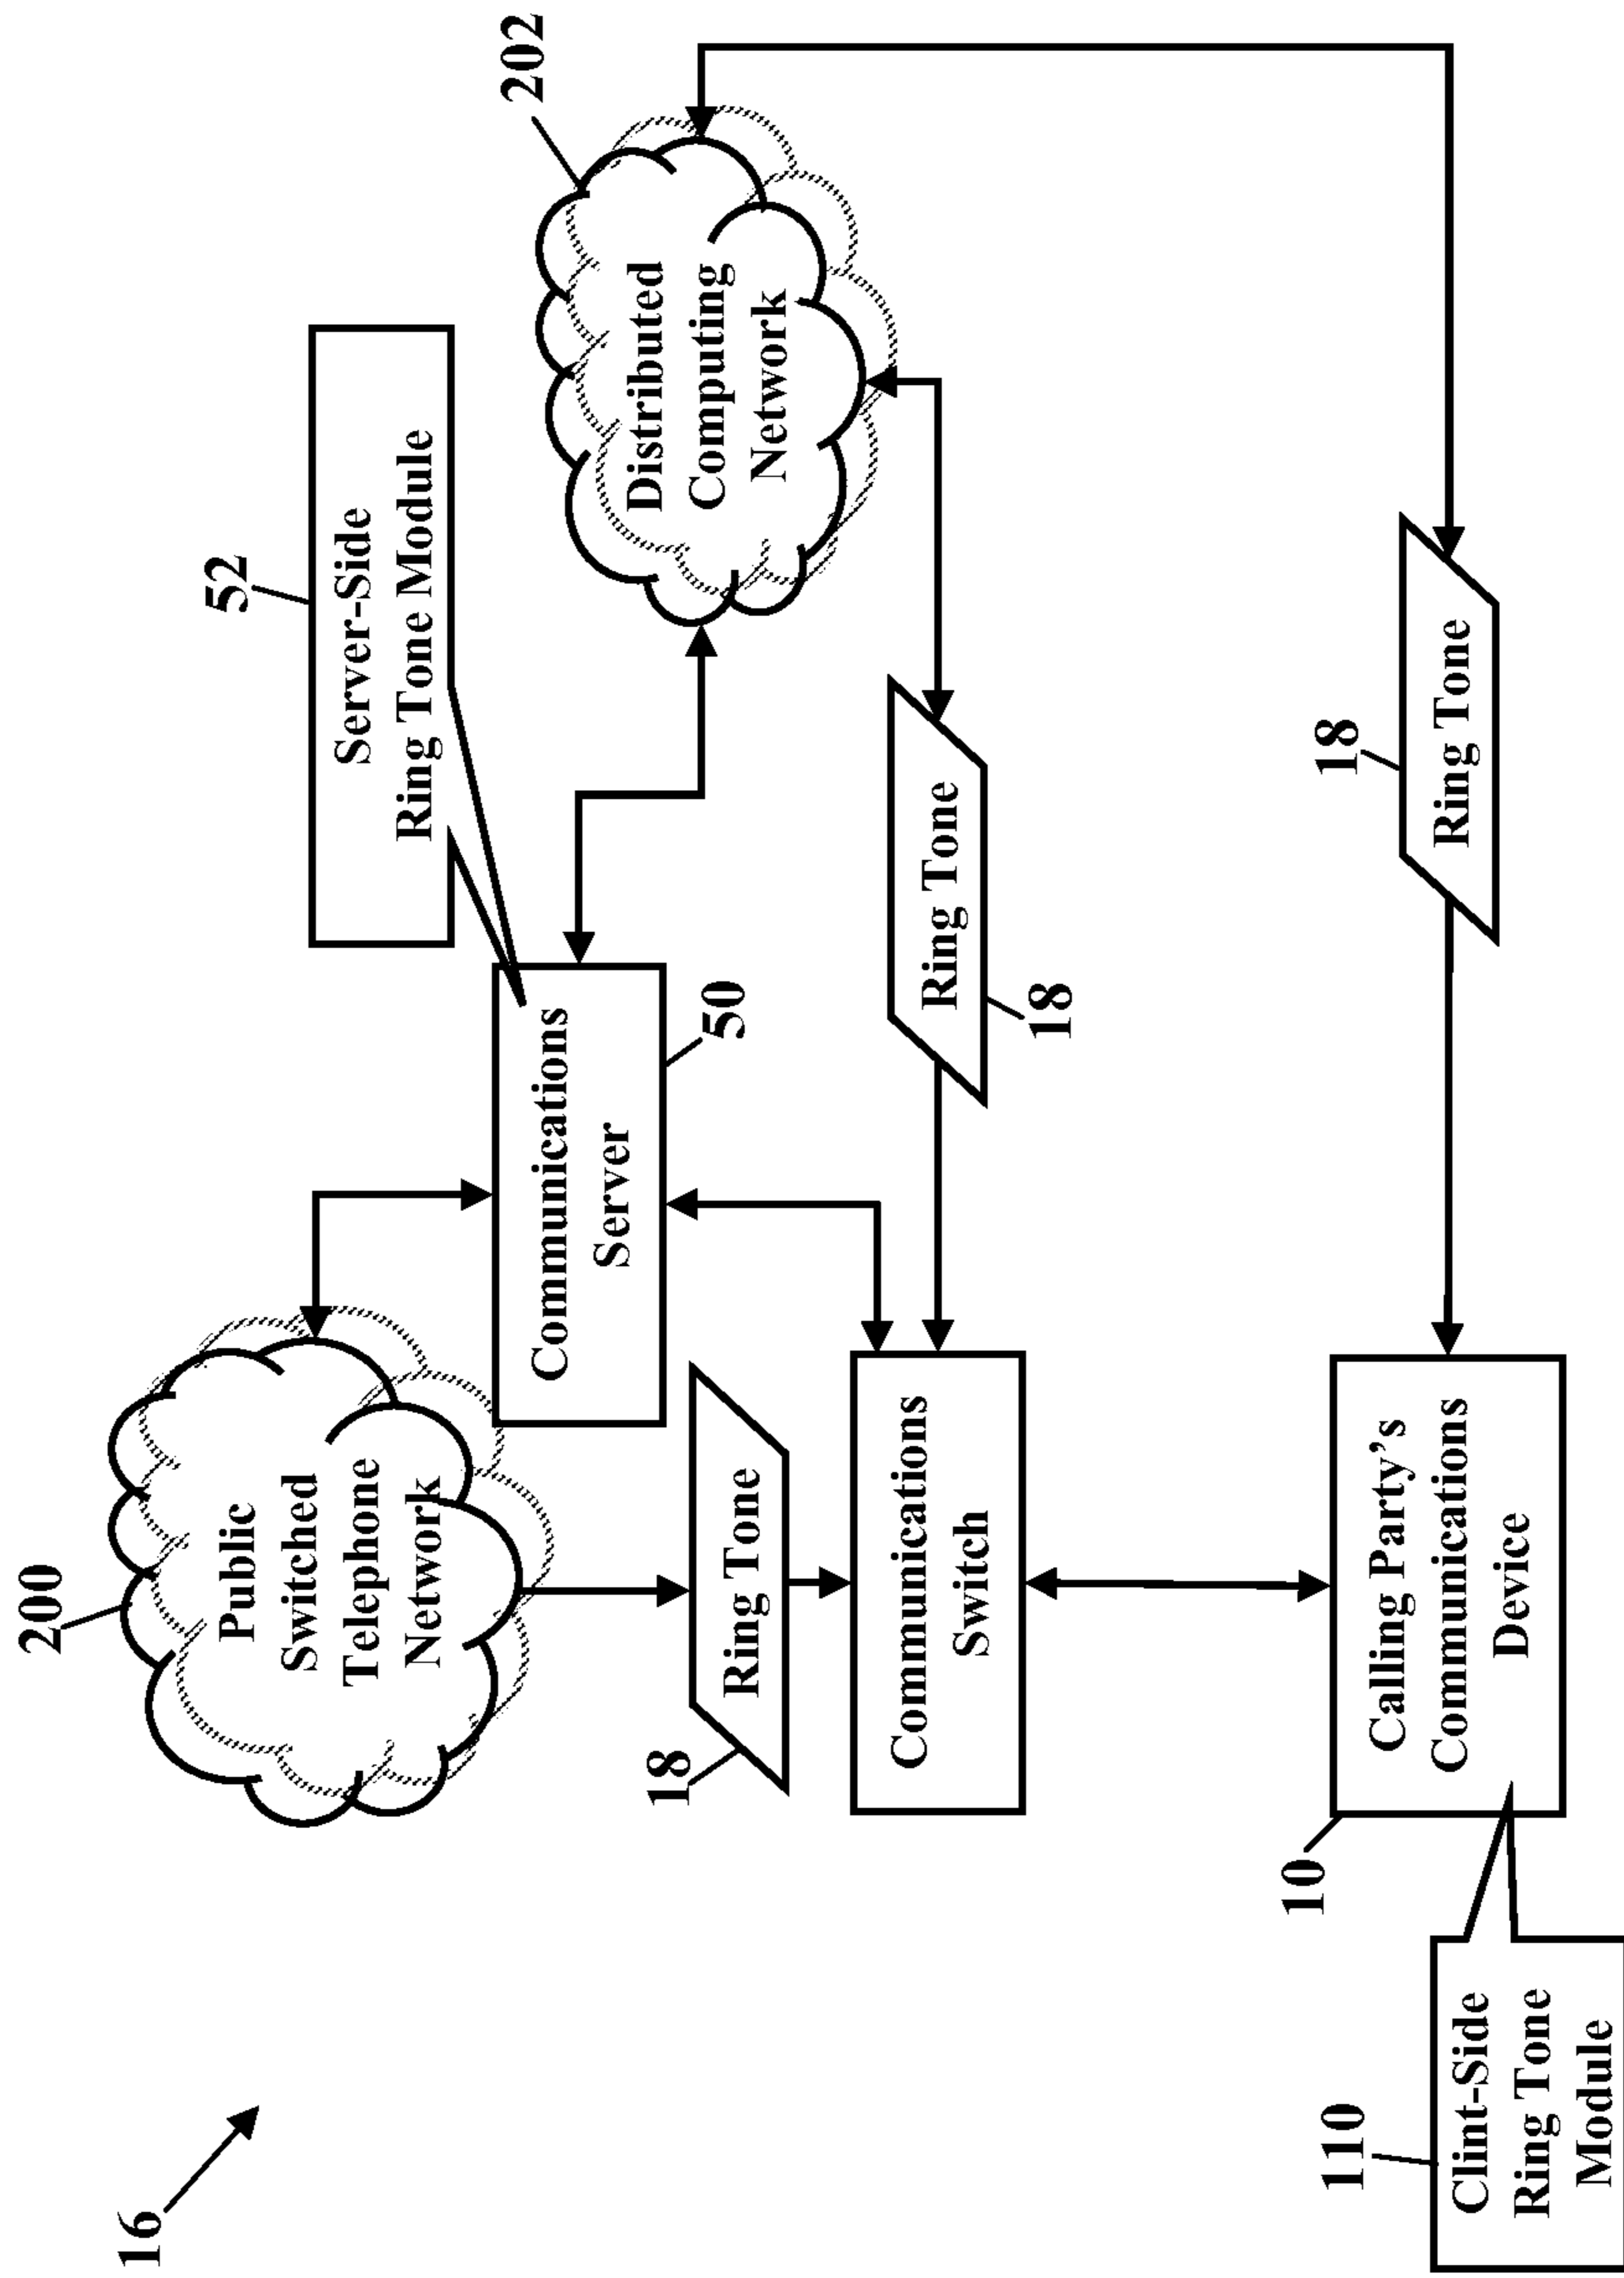 16
200
Public
Switched
Telephone
Network
52
Server-Side
Ring Tone Module
202
Distributed
Computing
Network
Communications
Server
50
18
Ring Tone
Ring Tone
18
Communications
Switch
18
Ring Tone
10
Calling Party's
Communications
Device
110
Clint-Side
Ring Tone
Module